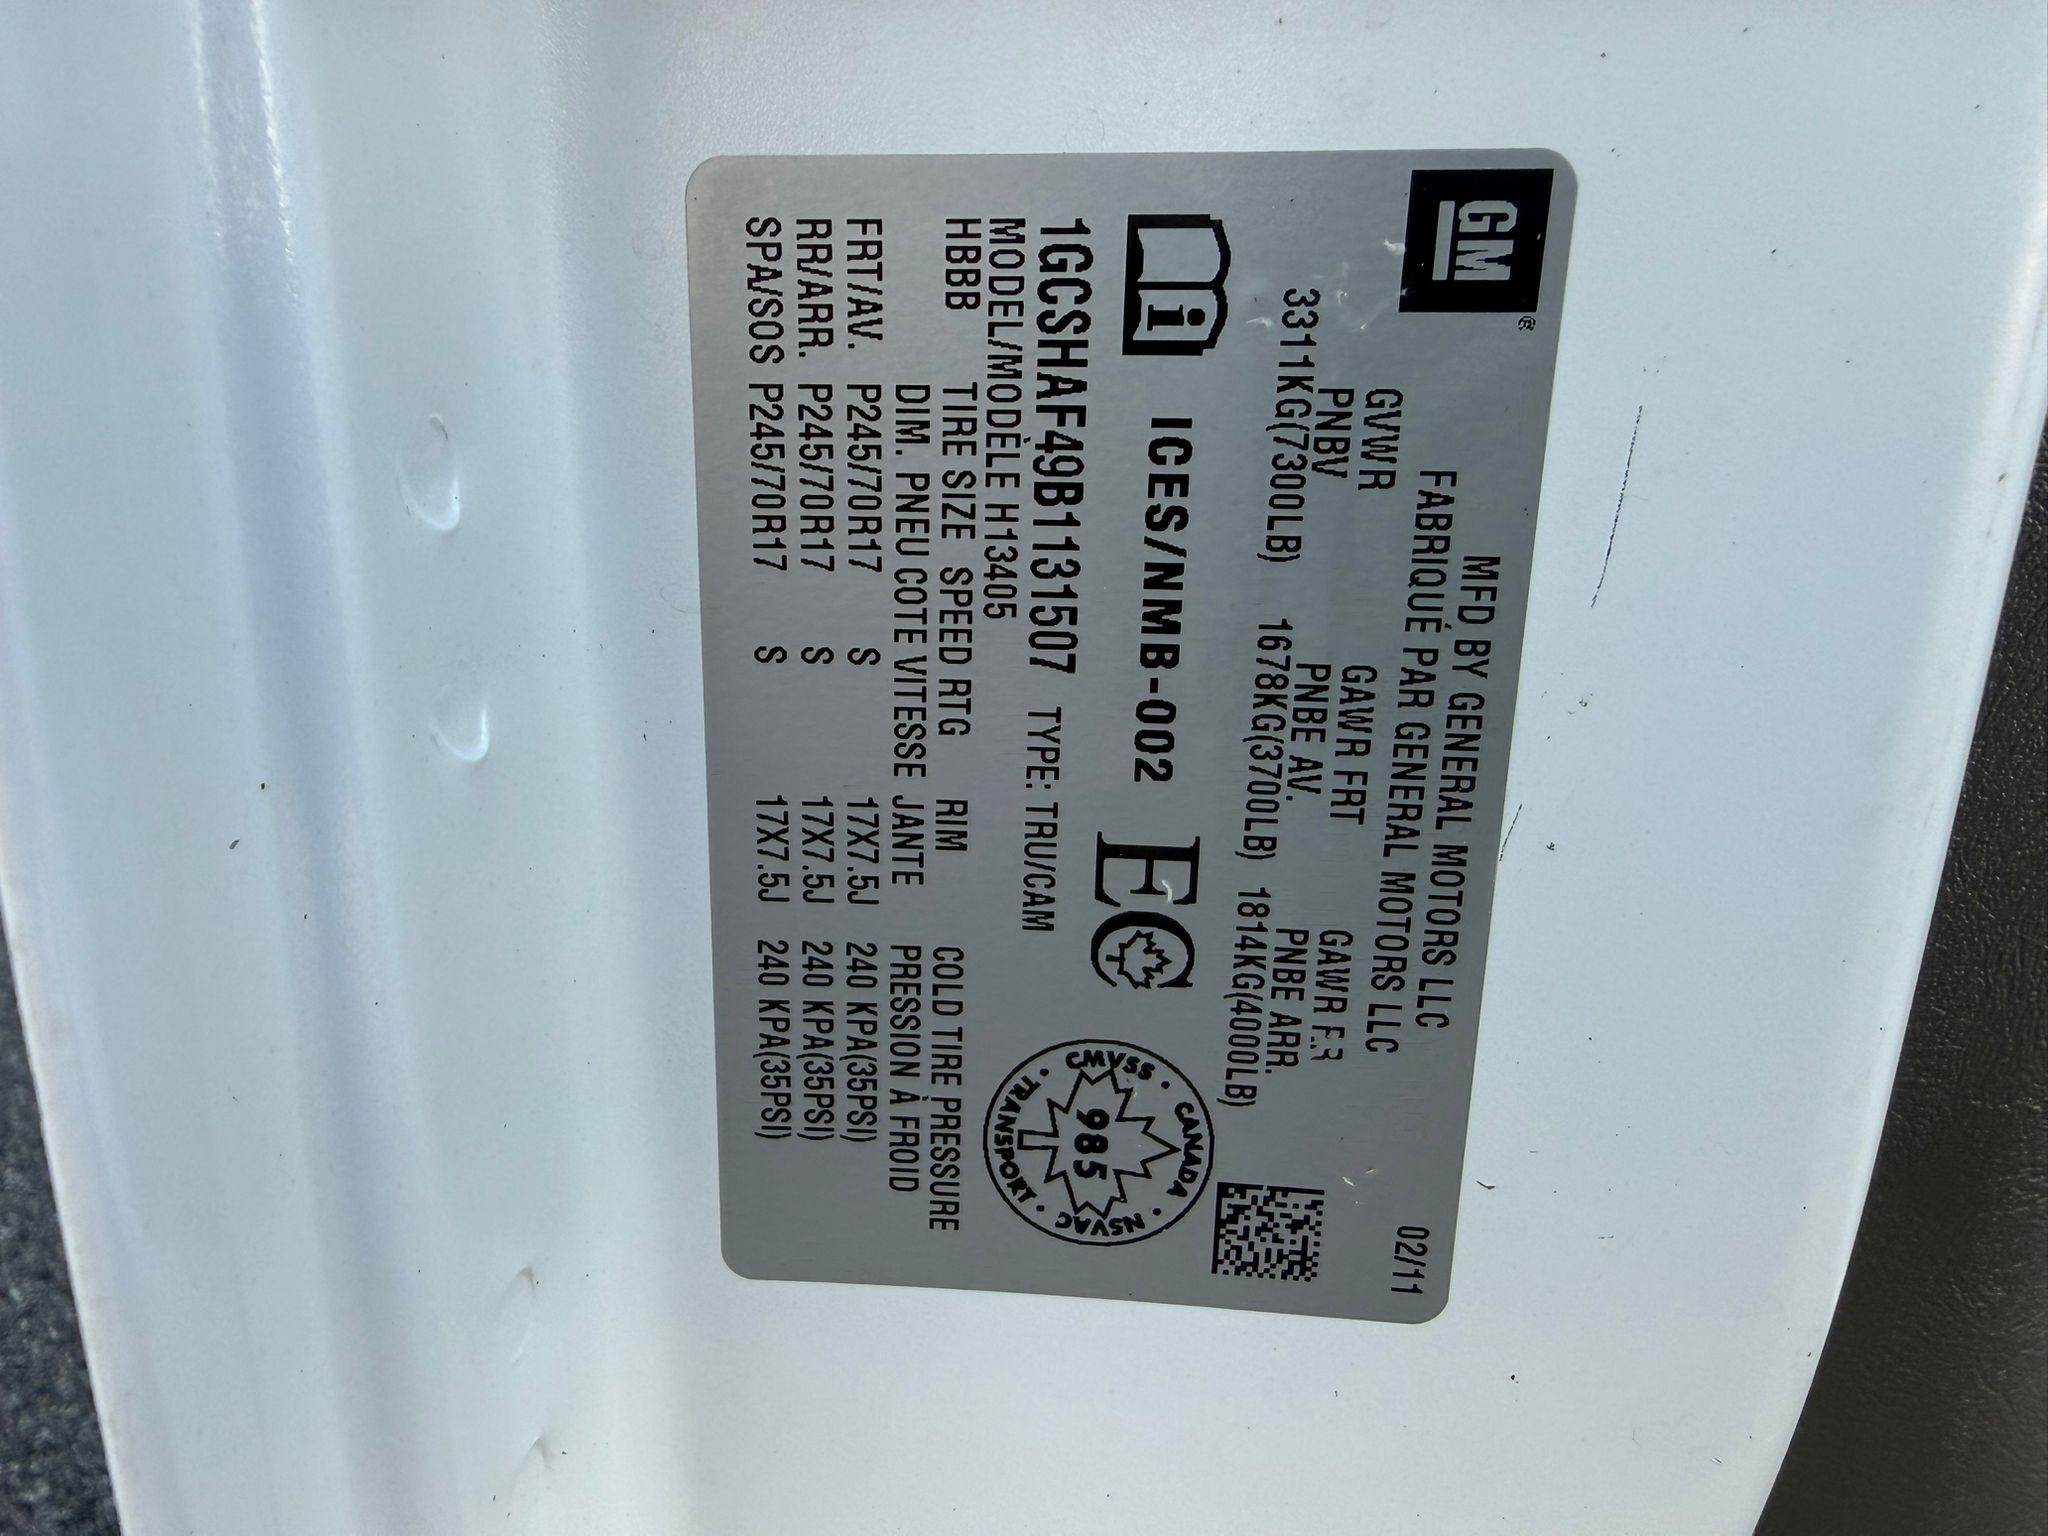 GM®
02/11
MFD BY GENERAL MOTORS LLC
FABRIQUÉ PAR GENERAL MOTORS LLC
GVWR GAWR FRT GAWR RR
PNBV PNBE AV. PNBE ARR.
3311KG(7300LB) 1678KG(3700LB) 1814KG(4000LB)
i ICES/NMB-002 EC
CMVSS · CANADA · NSVAC · TRANSPORT ·
985
1GCSHAF49B1131507 TYPE: TRU/CAM
MODEL/MODÈLE H13405
HBBB TIRE SIZE SPEED RTG RIM COLD TIRE PRESSURE
DIM. PNEU COTE VITESSE JANTE PRESSION À FROID
FRT/AV. P245/70R17 S 17X7.5J 240 KPA(35PSI)
RR/ARR. P245/70R17 S 17X7.5J 240 KPA(35PSI)
SPA/SOS P245/70R17 S 17X7.5J 240 KPA(35PSI)